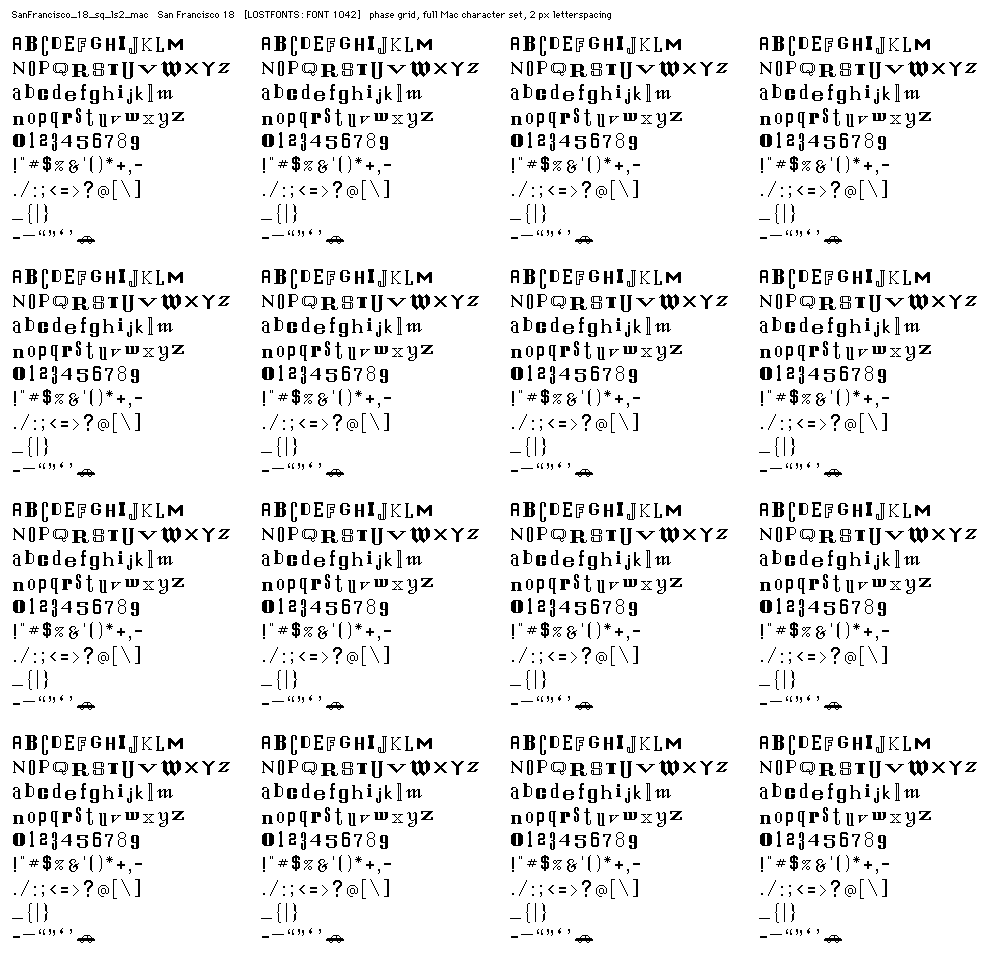 SanFrancisco_18_sq_ls2_mac San Francisco 18 [LOSTFONTS: FONT 1042] phase grid, full Mac character set, 2 px letterspacing
ABCDEFGHIJKLM
NOPQRSTUVWXYZ
abcdefghijklm
nopqrstuvwxyz
0123456789
!"#$%&'()*+,-
./:;<=>?@[\]
_{|}
–—“”‘’
ABCDEFGHIJKLM
NOPQRSTUVWXYZ
abcdefghijklm
nopqrstuvwxyz
0123456789
!"#$%&'()*+,-
./:;<=>?@[\]
_{|}
–—“”‘’
ABCDEFGHIJKLM
NOPQRSTUVWXYZ
abcdefghijklm
nopqrstuvwxyz
0123456789
!"#$%&'()*+,-
./:;<=>?@[\]
_{|}
–—“”‘’
ABCDEFGHIJKLM
NOPQRSTUVWXYZ
abcdefghijklm
nopqrstuvwxyz
0123456789
!"#$%&'()*+,-
./:;<=>?@[\]
_{|}
–—“”‘’
ABCDEFGHIJKLM
NOPQRSTUVWXYZ
abcdefghijklm
nopqrstuvwxyz
0123456789
!"#$%&'()*+,-
./:;<=>?@[\]
_{|}
–—“”‘’
ABCDEFGHIJKLM
NOPQRSTUVWXYZ
abcdefghijklm
nopqrstuvwxyz
0123456789
!"#$%&'()*+,-
./:;<=>?@[\]
_{|}
–—“”‘’
ABCDEFGHIJKLM
NOPQRSTUVWXYZ
abcdefghijklm
nopqrstuvwxyz
0123456789
!"#$%&'()*+,-
./:;<=>?@[\]
_{|}
–—“”‘’
ABCDEFGHIJKLM
NOPQRSTUVWXYZ
abcdefghijklm
nopqrstuvwxyz
0123456789
!"#$%&'()*+,-
./:;<=>?@[\]
_{|}
–—“”‘’
ABCDEFGHIJKLM
NOPQRSTUVWXYZ
abcdefghijklm
nopqrstuvwxyz
0123456789
!"#$%&'()*+,-
./:;<=>?@[\]
_{|}
–—“”‘’
ABCDEFGHIJKLM
NOPQRSTUVWXYZ
abcdefghijklm
nopqrstuvwxyz
0123456789
!"#$%&'()*+,-
./:;<=>?@[\]
_{|}
–—“”‘’
ABCDEFGHIJKLM
NOPQRSTUVWXYZ
abcdefghijklm
nopqrstuvwxyz
0123456789
!"#$%&'()*+,-
./:;<=>?@[\]
_{|}
–—“”‘’
ABCDEFGHIJKLM
NOPQRSTUVWXYZ
abcdefghijklm
nopqrstuvwxyz
0123456789
!"#$%&'()*+,-
./:;<=>?@[\]
_{|}
–—“”‘’
ABCDEFGHIJKLM
NOPQRSTUVWXYZ
abcdefghijklm
nopqrstuvwxyz
0123456789
!"#$%&'()*+,-
./:;<=>?@[\]
_{|}
–—“”‘’
ABCDEFGHIJKLM
NOPQRSTUVWXYZ
abcdefghijklm
nopqrstuvwxyz
0123456789
!"#$%&'()*+,-
./:;<=>?@[\]
_{|}
–—“”‘’
ABCDEFGHIJKLM
NOPQRSTUVWXYZ
abcdefghijklm
nopqrstuvwxyz
0123456789
!"#$%&'()*+,-
./:;<=>?@[\]
_{|}
–—“”‘’
ABCDEFGHIJKLM
NOPQRSTUVWXYZ
abcdefghijklm
nopqrstuvwxyz
0123456789
!"#$%&'()*+,-
./:;<=>?@[\]
_{|}
–—“”‘’